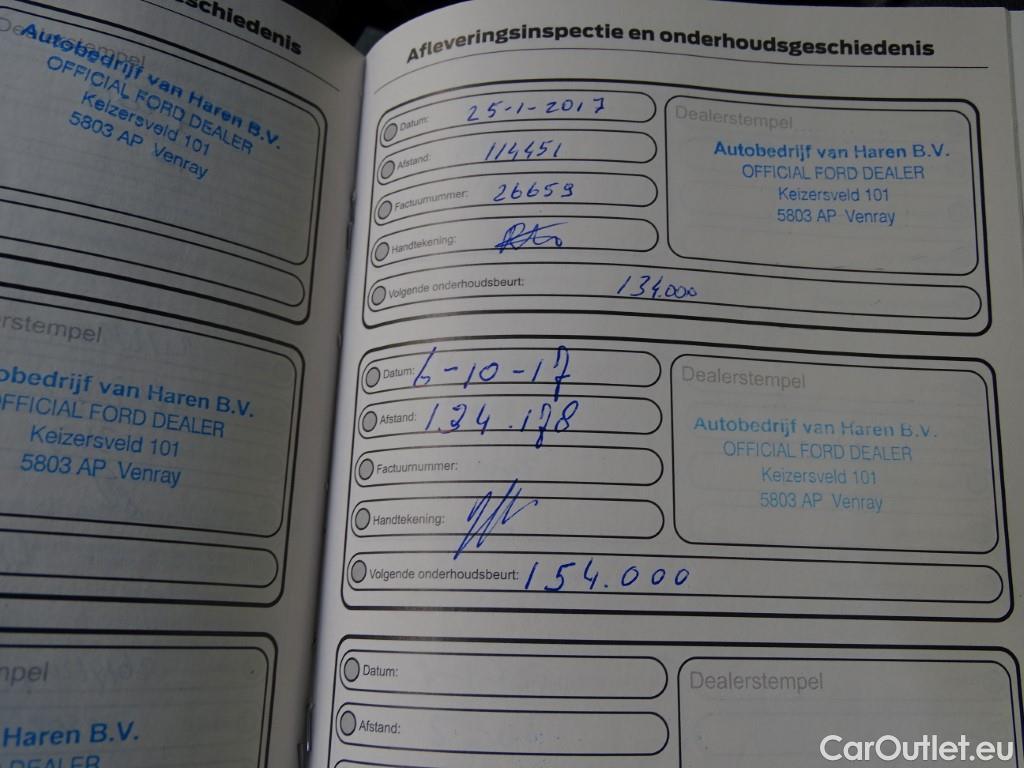 schiedenis
Dealerstempel
Autobedrijf van Haren B.V.
OFFICIAL FORD DEALER
Keizersveld 101
5803 AP Venray
erstempel
obedrijf van Haren B.V.
OFFICIAL FORD DEALER
Keizersveld 101
5803 AP Venray
npel
Haren B.V.
DEALER
Afleveringsinspectie en onderhoudsgeschiedenis
Datum: 25-1-2017
Afstand: 114451
Factuurnummer: 26659
Handtekening:
Volgende onderhoudsbeurt: 134.000
Dealerstempel
Autobedrijf van Haren B.V.
OFFICIAL FORD DEALER
Keizersveld 101
5803 AP Venray
Datum: 6-10-17
Afstand: 134.178
Factuurnummer:
Handtekening:
Volgende onderhoudsbeurt: 154.000
Dealerstempel
Autobedrijf van Haren B.V.
OFFICIAL FORD DEALER
Keizersveld 101
5803 AP Venray
Datum:
Afstand:
Dealerstempel
CarOutlet.eu